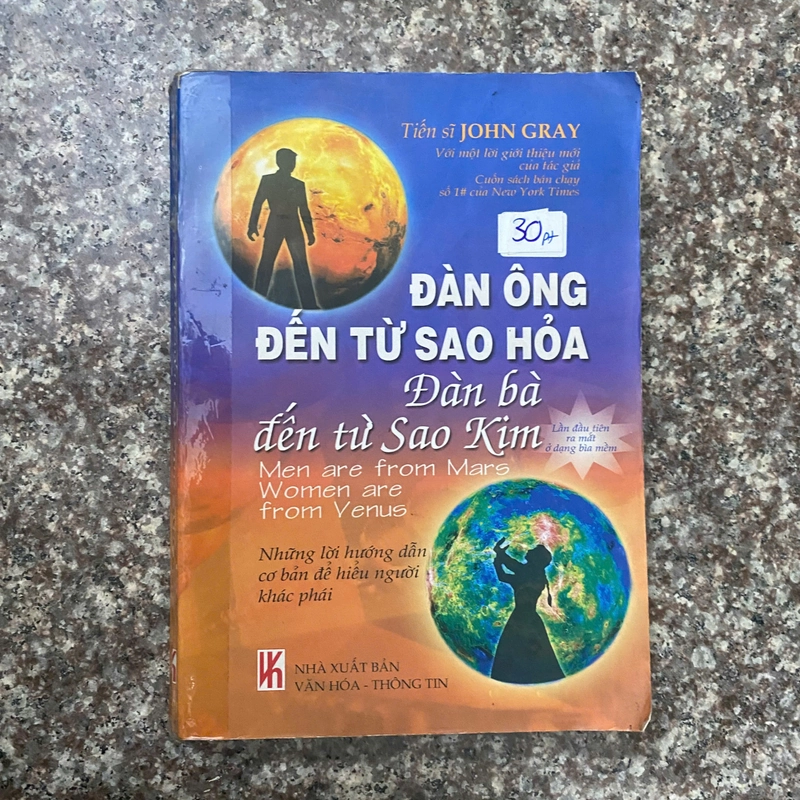 Tiến sĩ JOHN GRAY
Với một lời giới thiệu mới
của tác giả
Cuốn sách bán chạy
số 1# của New York Times
30pt
ĐÀN ÔNG
ĐẾN TỪ SAO HỎA
Đàn bà
đến từ Sao Kim
Lần đầu tiên
ra mắt
ở dạng bìa mềm
Men are from Mars
Women are
from Venus
Những lời hướng dẫn
cơ bản để hiểu người
khác phái
NHÀ XUẤT BẢN
VĂN HÓA - THÔNG TIN